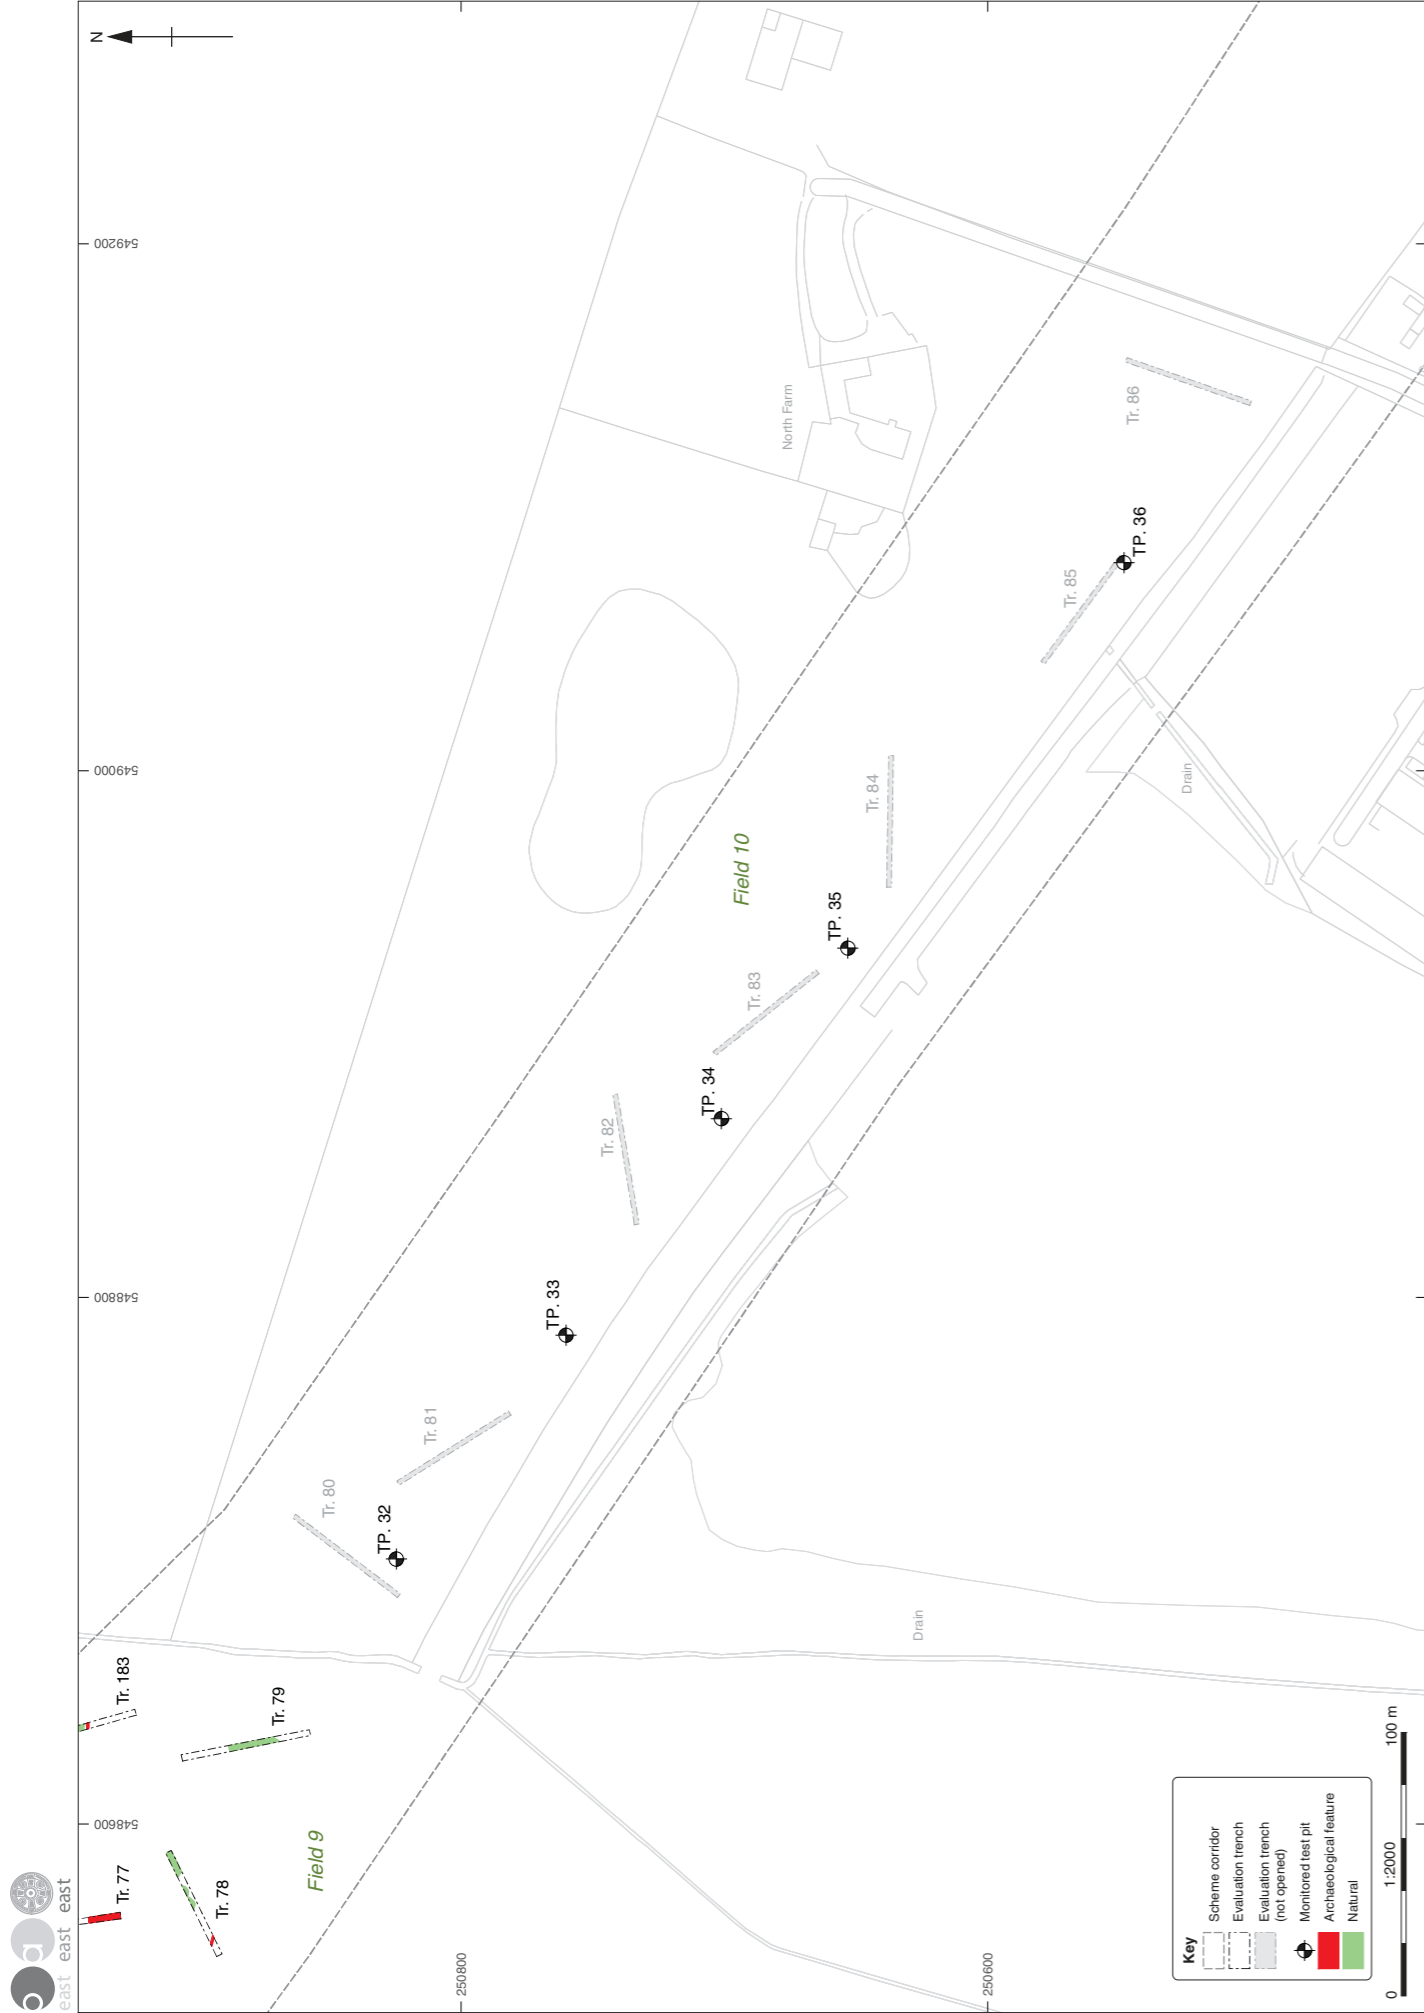 east east east
N
549200
549000
548800
548600
250800
250600
Tr. 77
Tr. 78
Tr. 183
Tr. 79
Field 9
Tr. 80
TP. 32
Tr. 81
TP. 33
Tr. 82
TP. 34
Tr. 83
TP. 35
Field 10
Tr. 84
Tr. 85
TP. 36
Tr. 86
North Farm
Drain
Drain
Key
Scheme corridor
Evaluation trench
Evaluation trench
(not opened)
Monitored test pit
Archaeological feature
Natural
0 1:2000 100 m